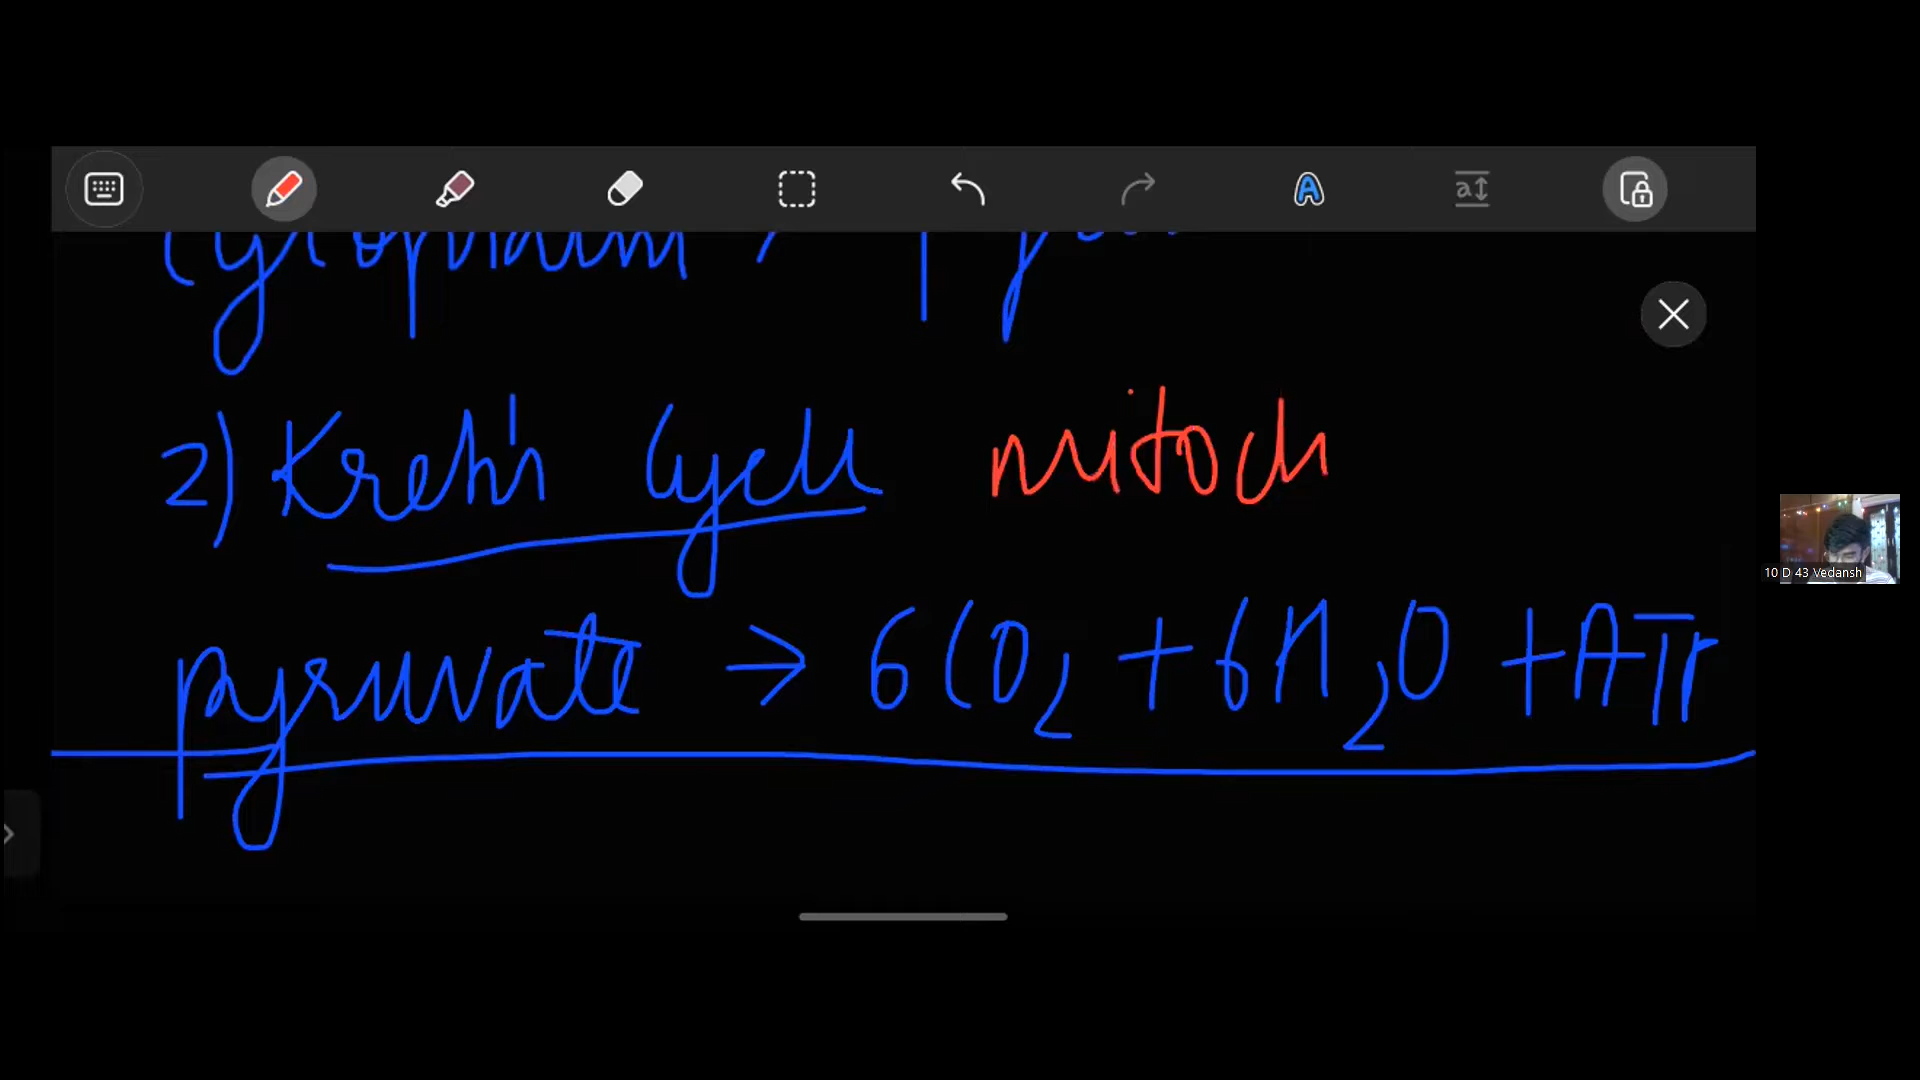 2) Kreb's Cycle mitoch
pyruvate → 6CO₂ + 6H₂O + ATP
10 D 43 Vedansh